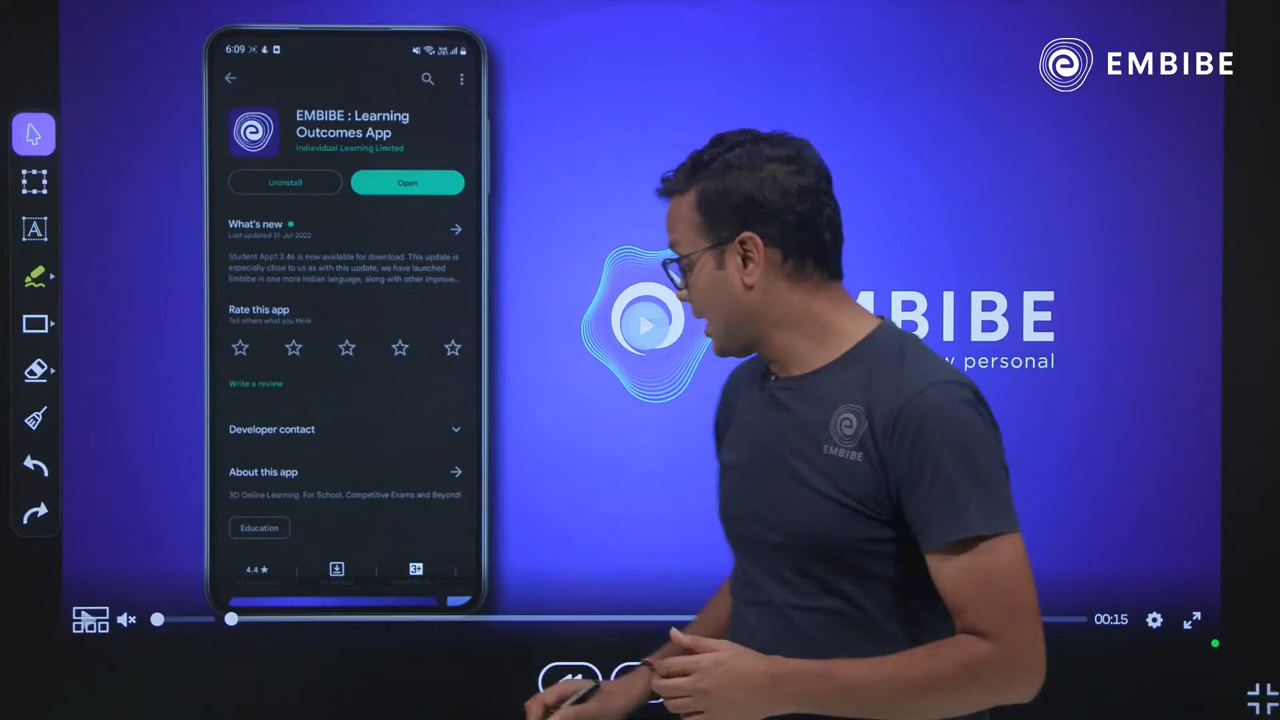 6:09
EMBIBE
EMBIBE : Learning
Outcomes App
Indiavidual Learning Limited
Uninstall
Open
What's new
Last updated 31-Jul-2022
Student App1.3.46 is now available for download. This update is
especially close to us as with this update, we have launched
Embibe in one more Indian language, along with other improve...
Rate this app
Tell others what you think
Write a review
Developer contact
About this app
3D Online Learning. For School, Competitive Exams and Beyond!
Education
4.4★
3+
MBIBE
personal
EMBIBE
A
00:15